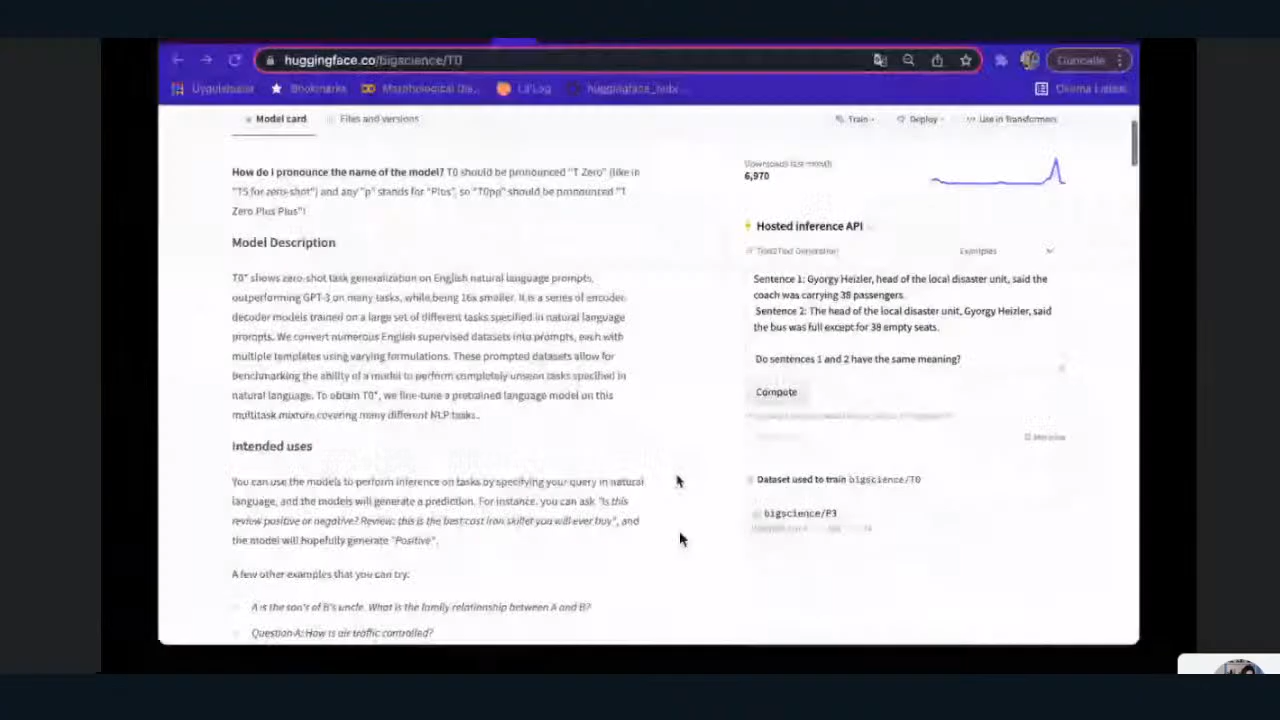 huggingface.co/bigscience/T0
Güncelle
Uygulamalar
Bookmarks
Morphological Dis...
Li'l'Log
huggingface_hub/...
Okuma Listesi
Model card
Files and versions
Train
Deploy
Use in Transformers
How do I pronounce the name of the model? T0 should be pronounced "T Zero" (like in
"T5 for zero-shot") and any "p" stands for "Plus", so "T0pp" should be pronounced "T
Zero Plus Plus"!
Model Description
T0* shows zero-shot task generalization on English natural language prompts,
outperforming GPT-3 on many tasks, while being 16x smaller. It is a series of encoder-
decoder models trained on a large set of different tasks specified in natural language
prompts. We convert numerous English supervised datasets into prompts, each with
multiple templates using varying formulations. These prompted datasets allow for
benchmarking the ability of a model to perform completely unseen tasks specified in
natural language. To obtain T0*, we fine-tune a pretrained language model on this
multitask mixture covering many different NLP tasks.
Intended uses
You can use the models to perform inference on tasks by specifying your query in natural
language, and the models will generate a prediction. For instance, you can ask "Is this
review positive or negative? Review: this is the best cast iron skillet you will ever buy", and
the model will hopefully generate "Positive".
A few other examples that you can try:
A is the son's of B's uncle. What is the family relationship between A and B?
Question A: How is air traffic controlled?
Downloads last month
6,970
Hosted inference API
Text2Text Generation
Examples
Sentence 1: Gyorgy Heizler, head of the local disaster unit, said the
coach was carrying 38 passengers.
Sentence 2: The head of the local disaster unit, Gyorgy Heizler, said
the bus was full except for 38 empty seats.
Do sentences 1 and 2 have the same meaning?
Compute
Maximize
Dataset used to train bigscience/T0
bigscience/P3